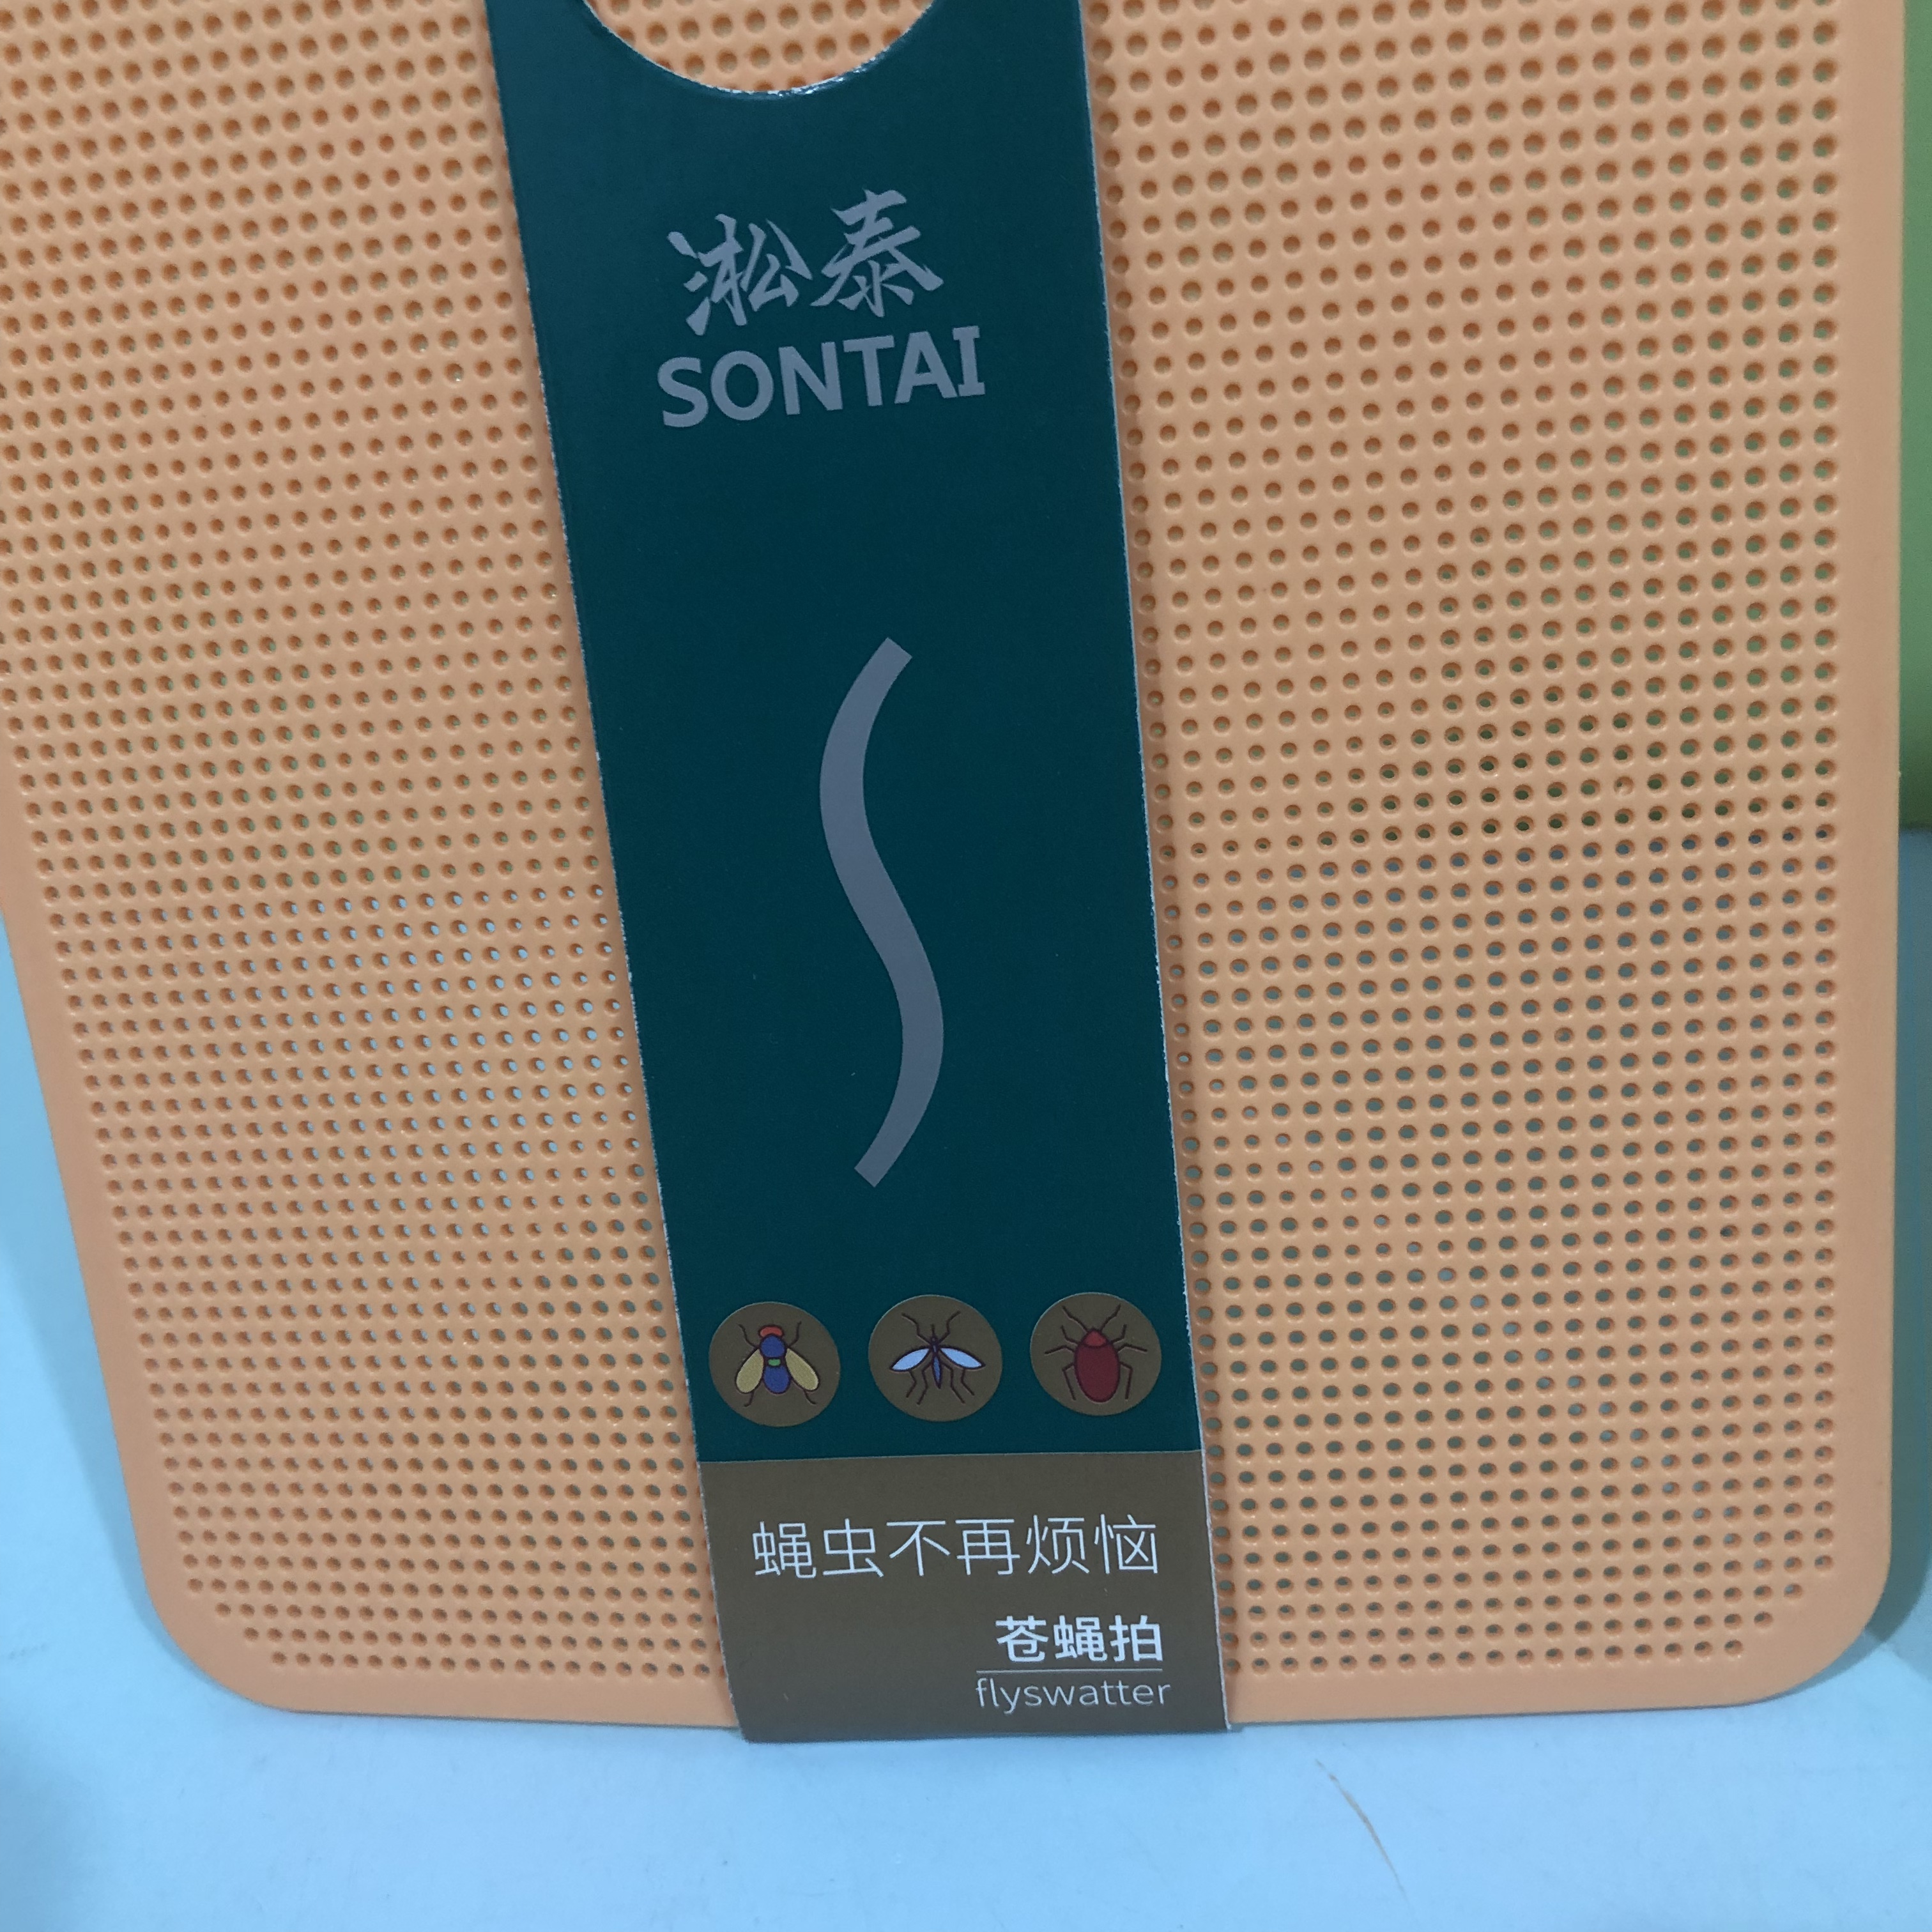 淞泰
SONTAI
蝇虫不再烦恼
苍蝇拍
flyswatter